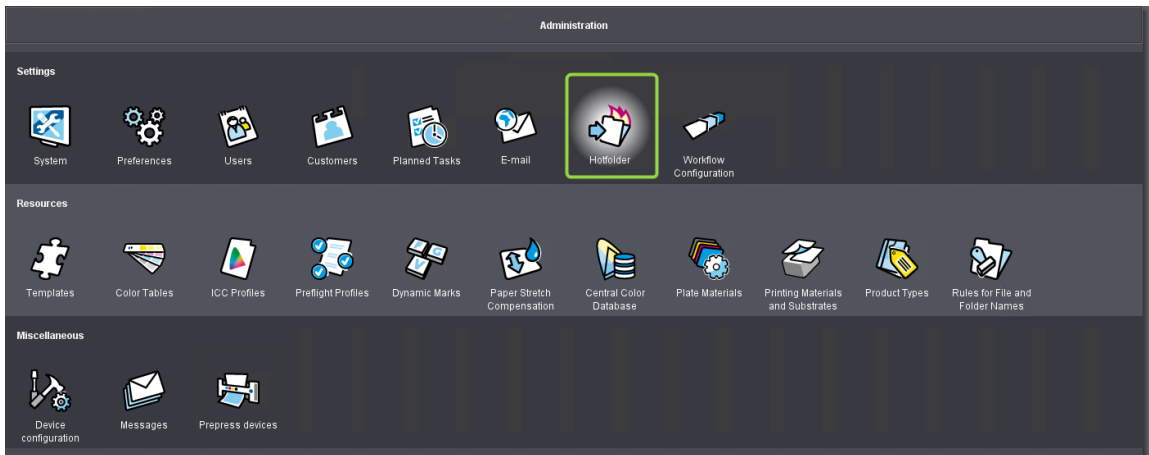 Administration
Settings
System
Preferences
Users
Customers
Planned Tasks
E-mail
Hotfolder
Workflow
Configuration
Resources
Templates
Color Tables
ICC Profiles
Preflight Profiles
Dynamic Marks
Paper Stretch
Compensation
Central Color
Database
Plate Materials
Printing Materials
and Substrates
Product Types
Rules for File and
Folder Names
Miscellaneous
Device
configuration
Messages
Prepress devices